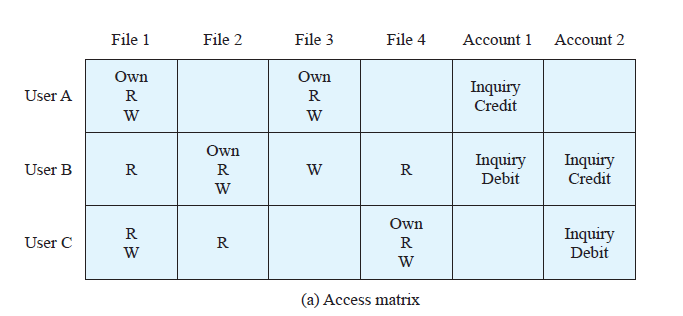 File 1 File 2 File 3 File 4 Account 1 Account 2
User A
Own
R
W
Own
R
W
Inquiry
Credit
User B
R
Own
R
W
W
R
Inquiry
Debit
Inquiry
Credit
User C
R
W
R
Own
R
W
Inquiry
Debit
(a) Access matrix